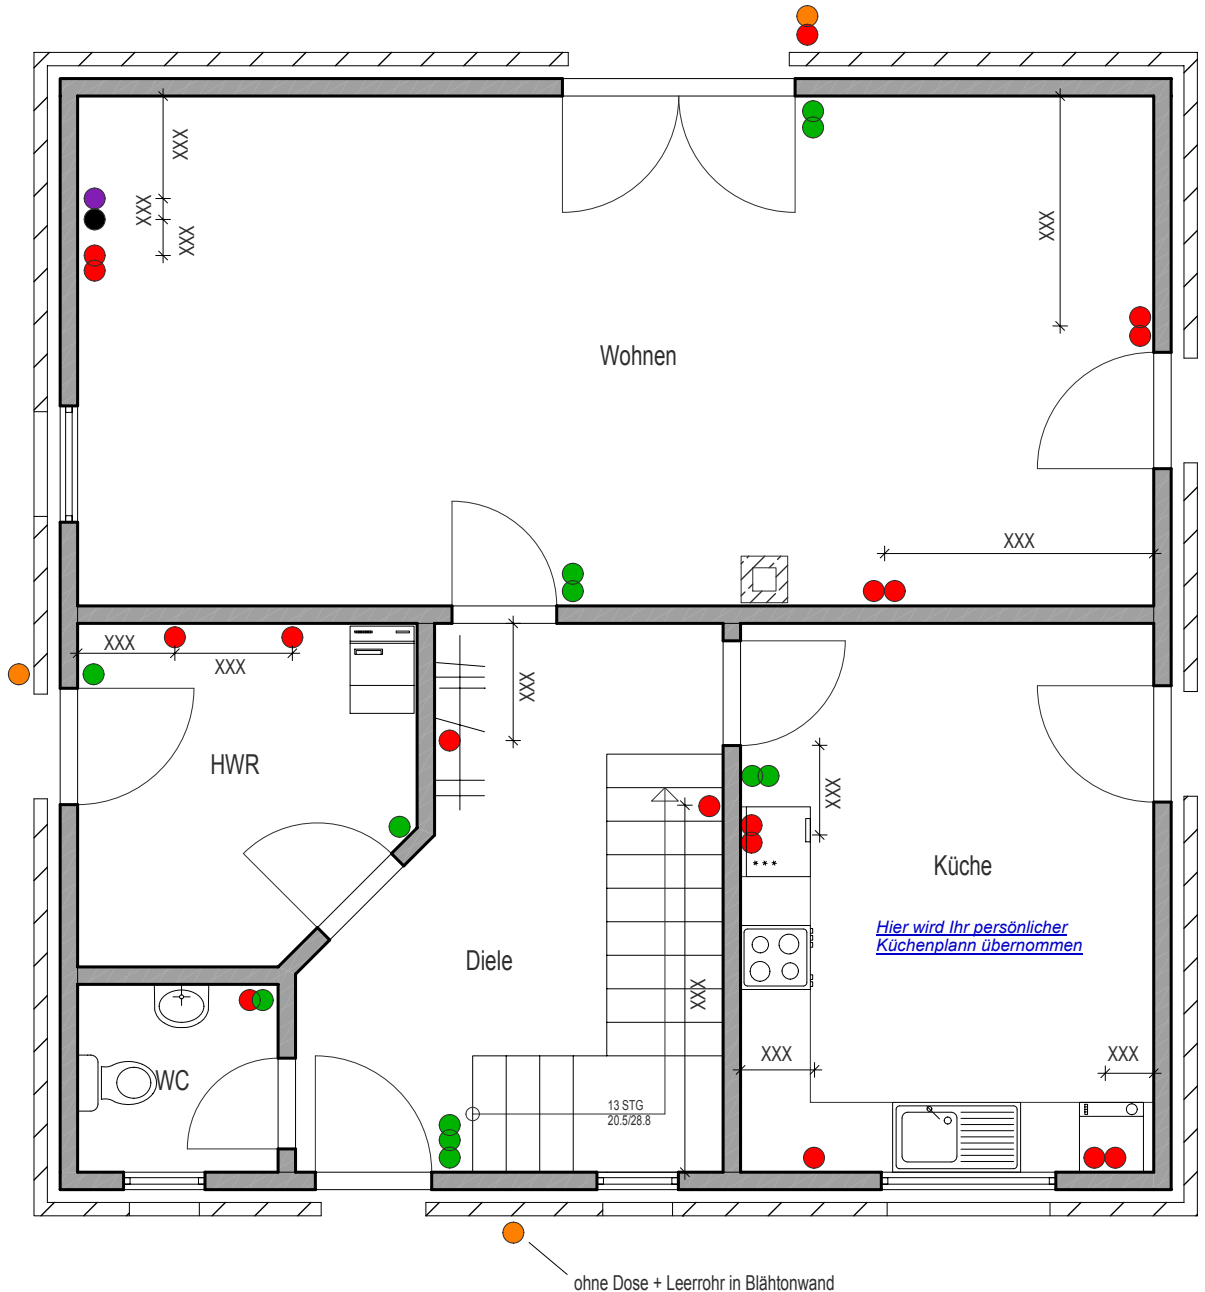 XXX
XXX
XXX
XXX
Wohnen
XXX
XXX
XXX
XXX
HWR
XXX
Küche
Hier wird Ihr persönlicher
Küchenplann übernommen
Diele
XXX
XXX
XXX
WC
13 STG
20.5/28.8
ohne Dose + Leerrohr in Blähtonwand